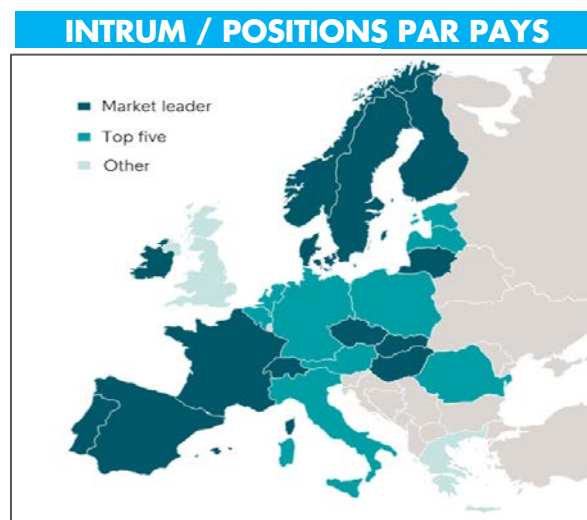 INTRUM / POSITIONS PAR PAYS
Market leader
Top five
Other